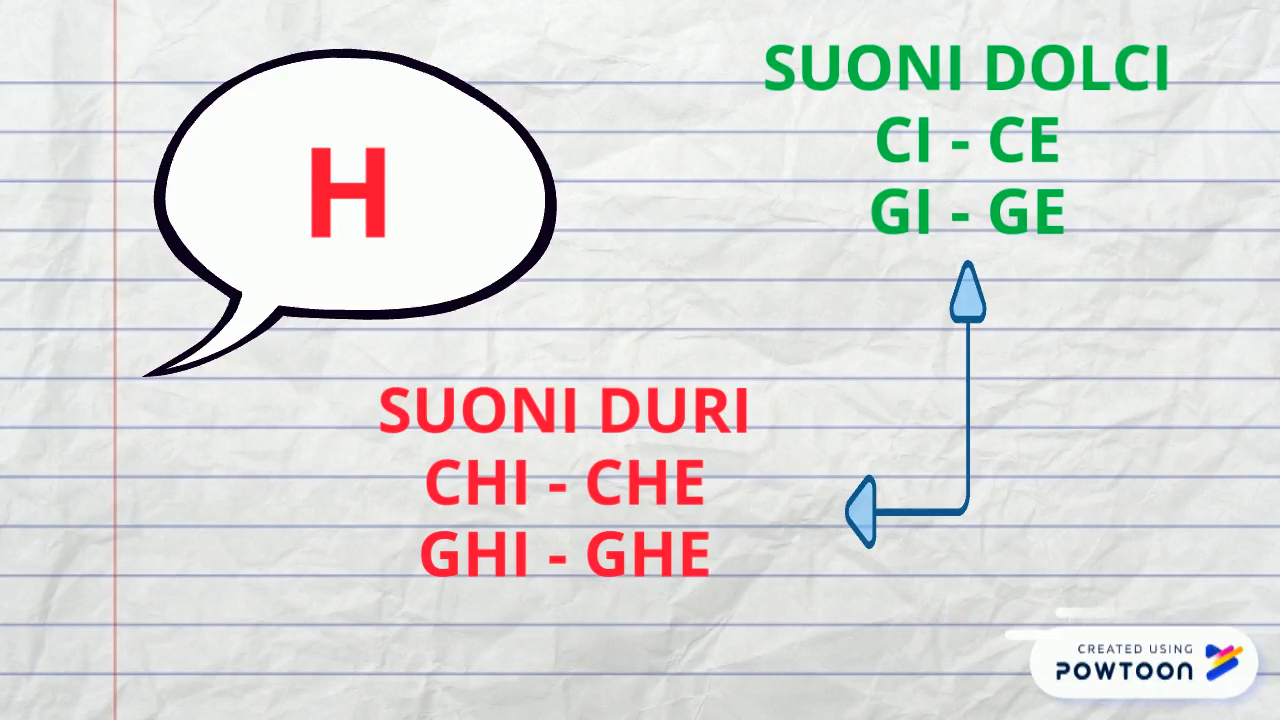 H
SUONI DOLCI
CI - CE
GI - GE
SUONI DURI
CHI - CHE
GHI - GHE
CREATED USING
POWTOON